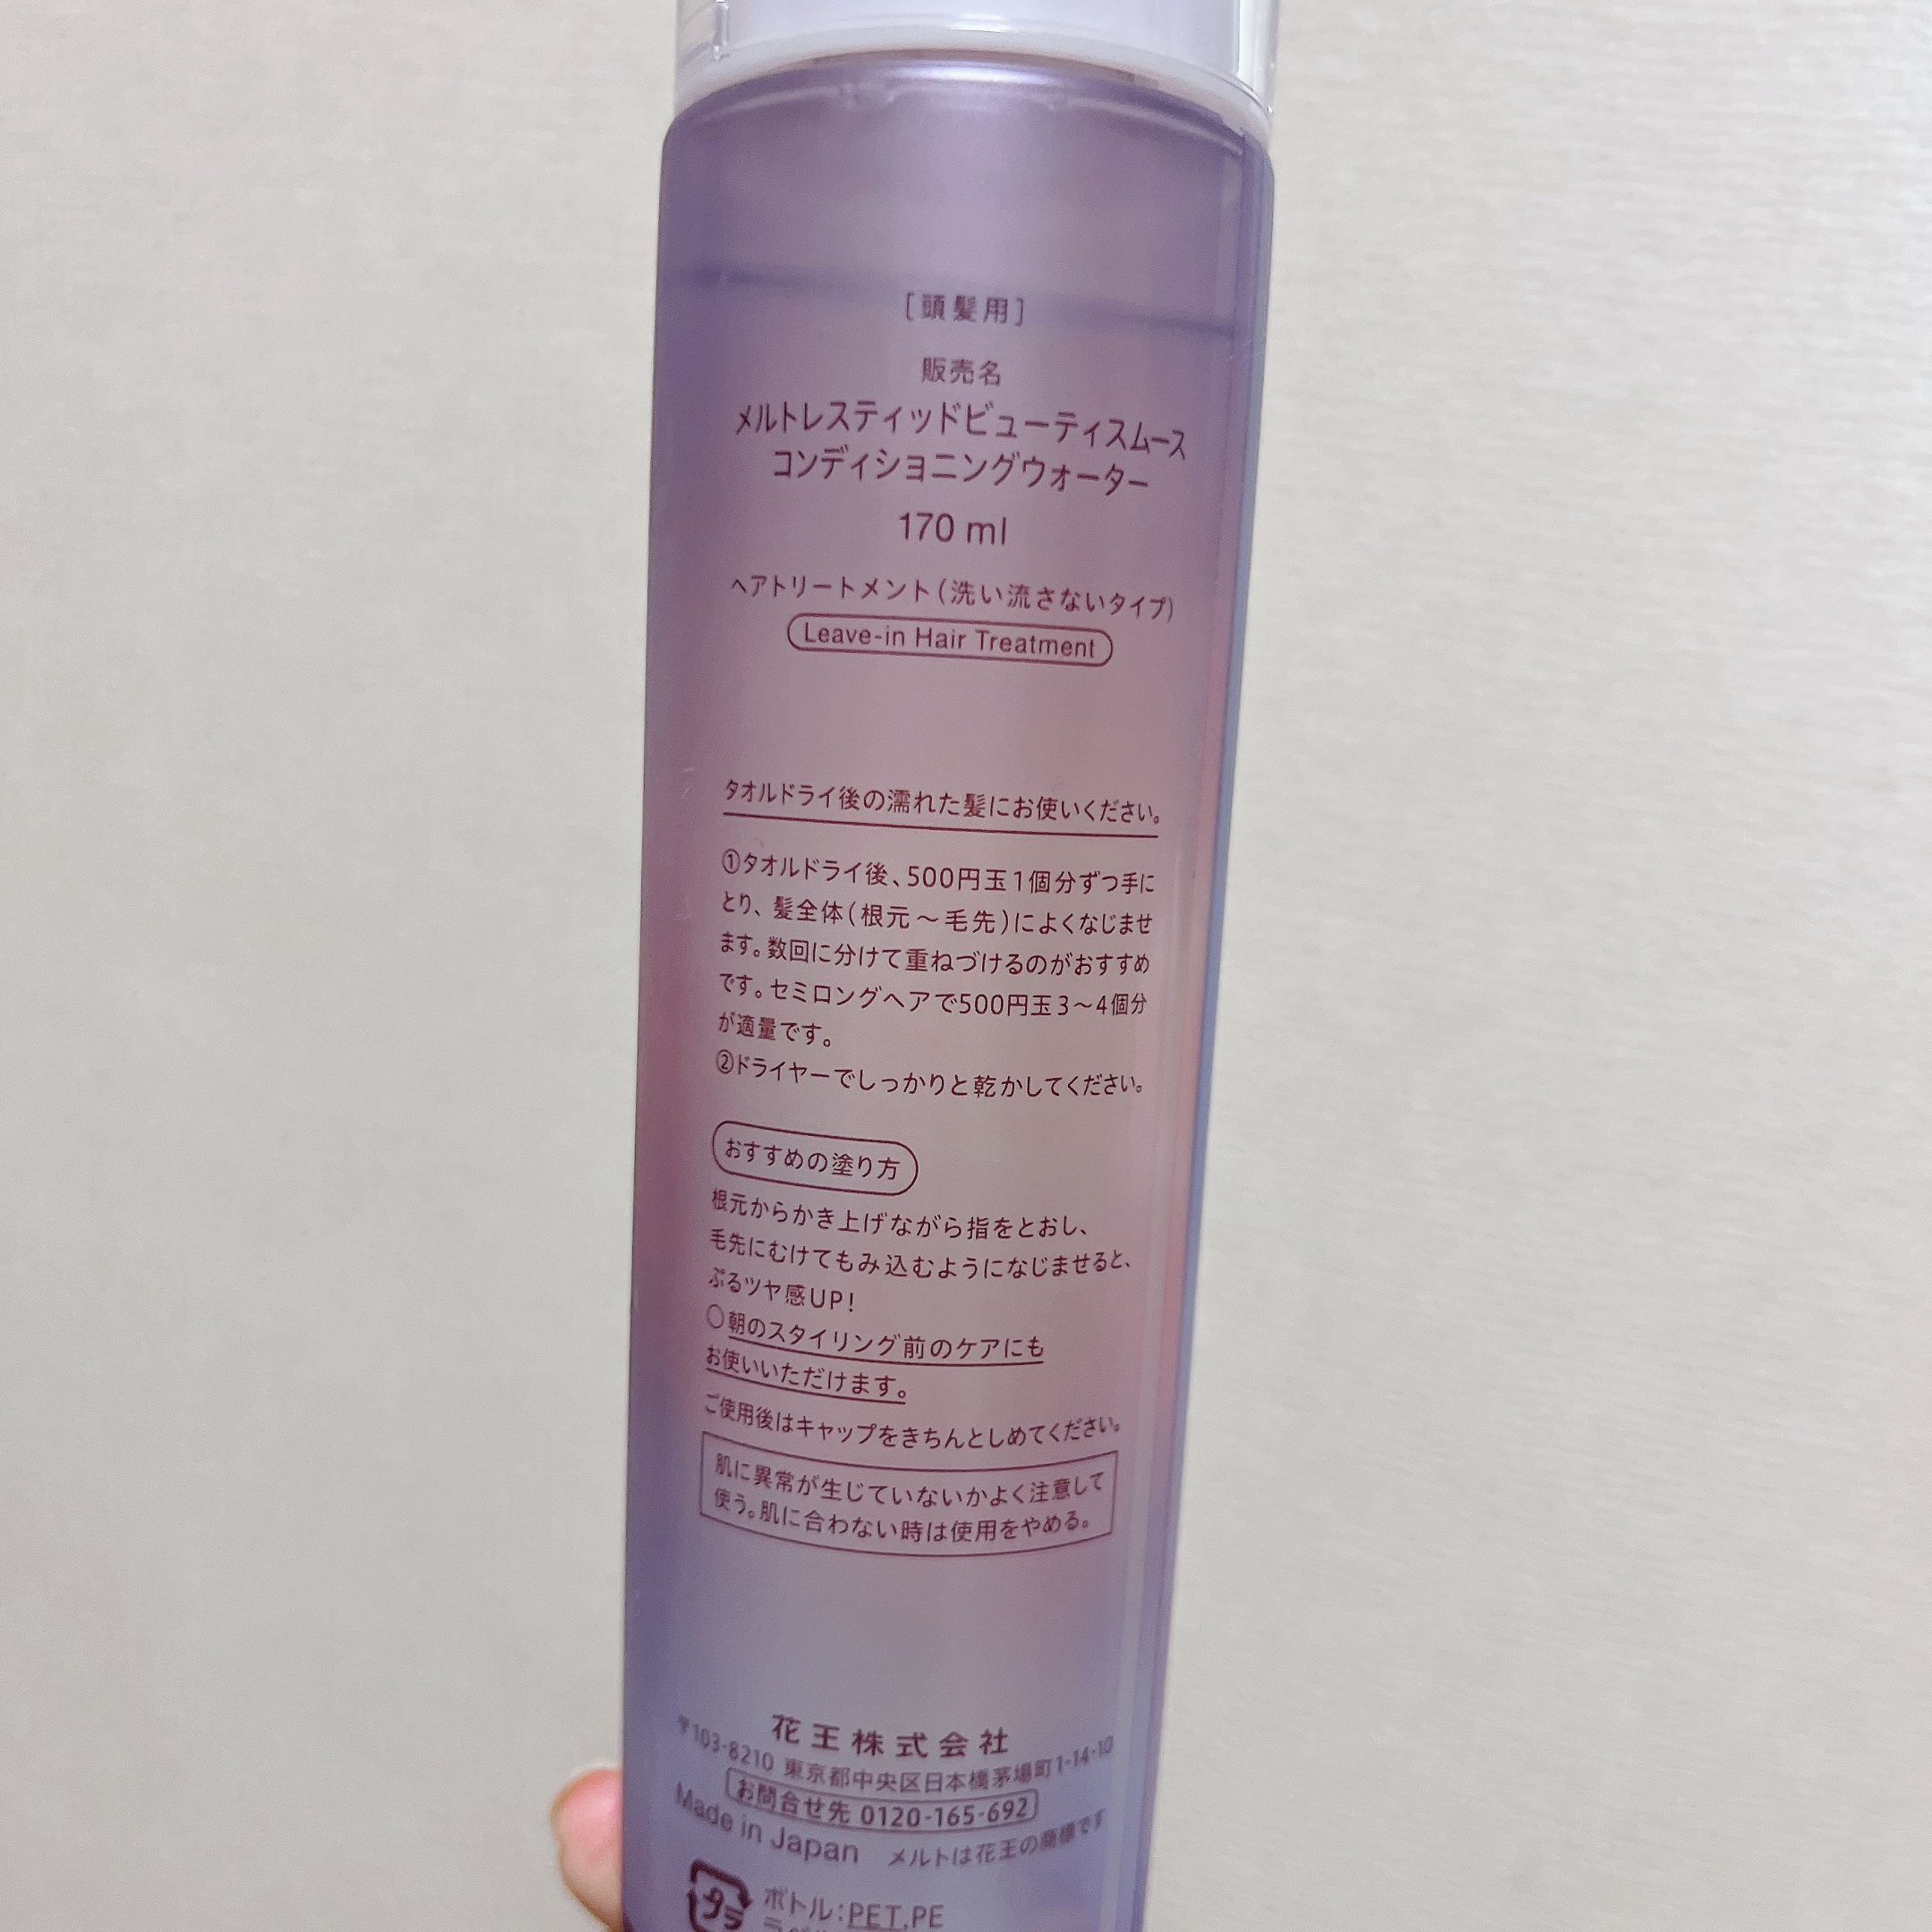 [頭髪用]
販売名
メルトレスティッドビューティスムース
コンディショニングウォーター
170 ml
ヘアトリートメント(洗い流さないタイプ)
Leave-in Hair Treatment
タオルドライ後の濡れた髪にお使いください。
①タオルドライ後、500円玉1個分ずつ手に
とり、髪全体(根元〜毛先)によくなじませ
ます。数回に分けて重ねづけるのがおすすめ
です。セミロングヘアで500円玉3〜4個分
が適量です。
②ドライヤーでしっかりと乾かしてください。
おすすめの塗り方
根元からかき上げながら指をとおし、
毛先にむけてもみ込むようになじませると、
ぷるツヤ感UP!
○朝のスタイリング前のケアにも
お使いいただけます。
ご使用後はキャップをきちんとしめてください。
肌に異常が生じていないかよく注意して
使う。肌に合わない時は使用をやめる。
花王株式会社
〒103-8210 東京都中央区日本橋茅場町1-14-10
お問合せ先 0120-165-692
Made in Japan メルトは花王の商標です
プラ ボトル:PET,PE